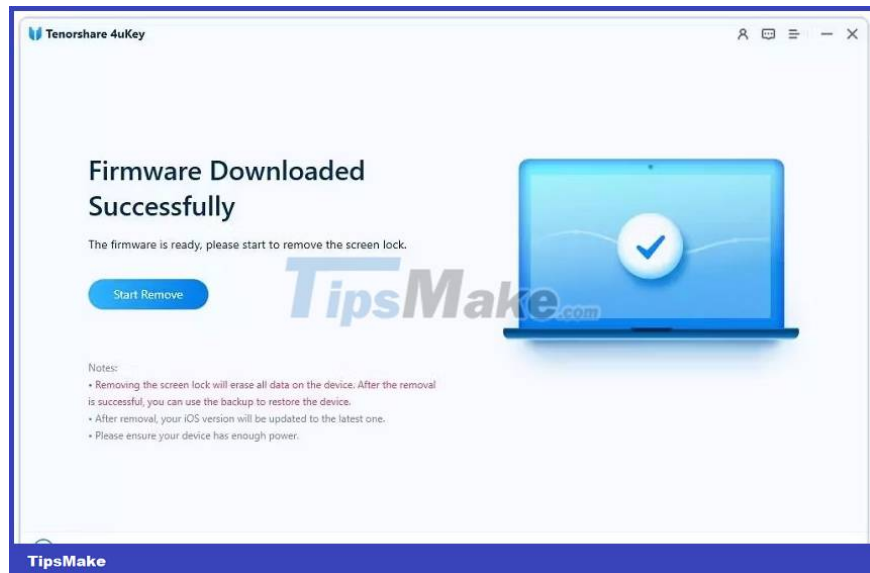 Tenorshare 4uKey
Firmware Downloaded
Successfully
The firmware is ready, please start to remove the screen lock.
Start Remove
TipsMake.com
Notes:
• Removing the screen lock will erase all data on the device. After the removal
is successful, you can use the backup to restore the device.
• After removal, your iOS version will be updated to the latest one.
• Please ensure your device has enough power.
TipsMake